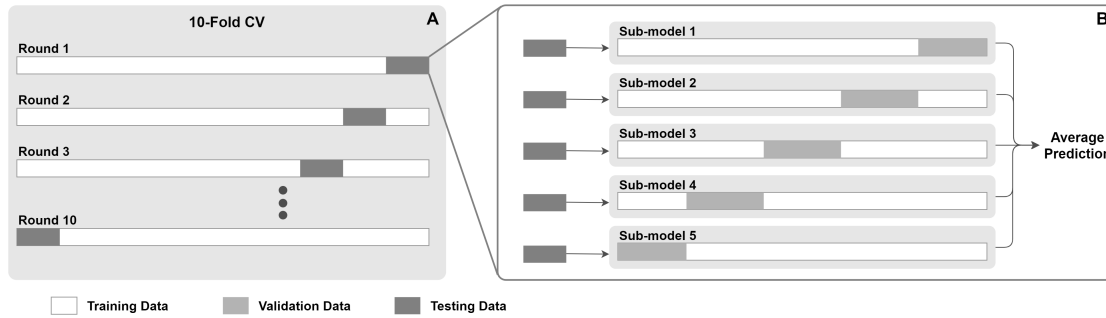 10-Fold CV
A
Round 1
Round 2
Round 3
Round 10
B
Sub-model 1
Sub-model 2
Sub-model 3
Sub-model 4
Sub-model 5
Average
Prediction
Training Data
Validation Data
Testing Data